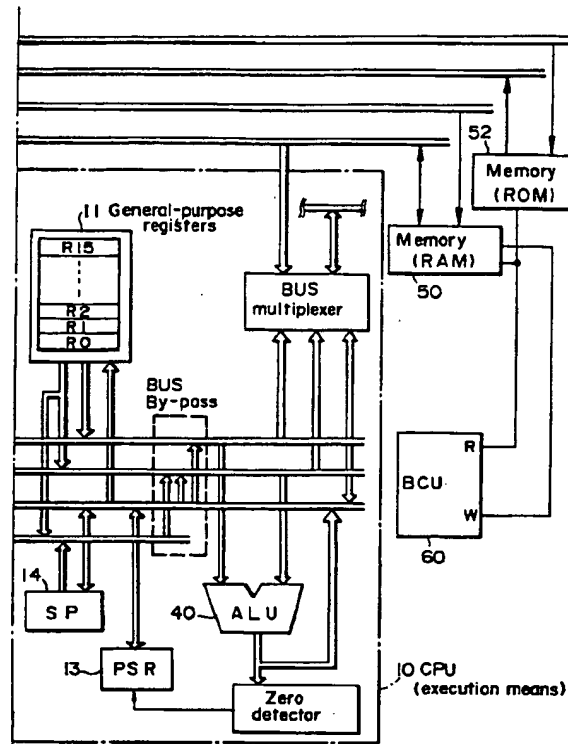 52
Memory
(ROM)
11 General-purpose
registers
R15
R2
R1
R0
Memory
(RAM)
50
BUS
multiplexer
BUS
By-pass
R
BCU
W
60
14
SP
40
ALU
13
PSR
10 CPU
(execution means)
Zero
detector